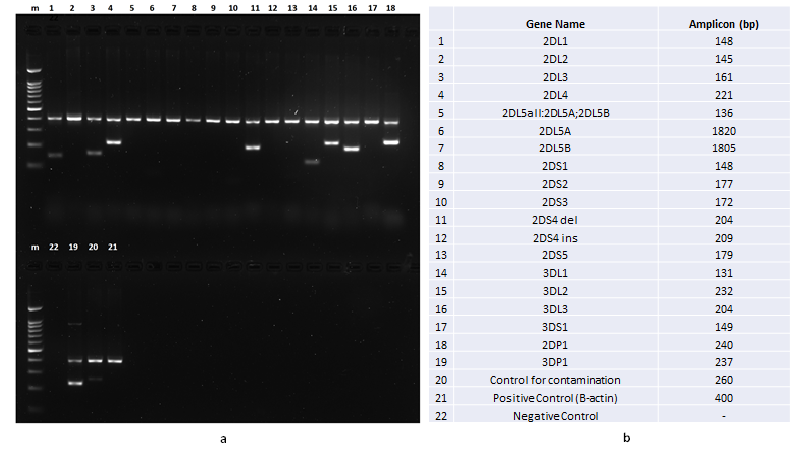 m 1 2 3 4 5 6 7 8 9 10 11 12 13 14 15 16 17 18
22
m 22 19 20 21
a
Gene Name Amplicon (bp)
1 2DL1 148
2 2DL2 145
3 2DL3 161
4 2DL4 221
5 2DL5all:2DL5A;2DL5B 136
6 2DL5A 1820
7 2DL5B 1805
8 2DS1 148
9 2DS2 177
10 2DS3 172
11 2DS4 del 204
12 2DS4 ins 209
13 2DS5 179
14 3DL1 131
15 3DL2 232
16 3DL3 204
17 3DS1 149
18 2DP1 240
19 3DP1 237
20 Control for contamination 260
21 Positive Control (B-actin) 400
22 Negative Control -
b